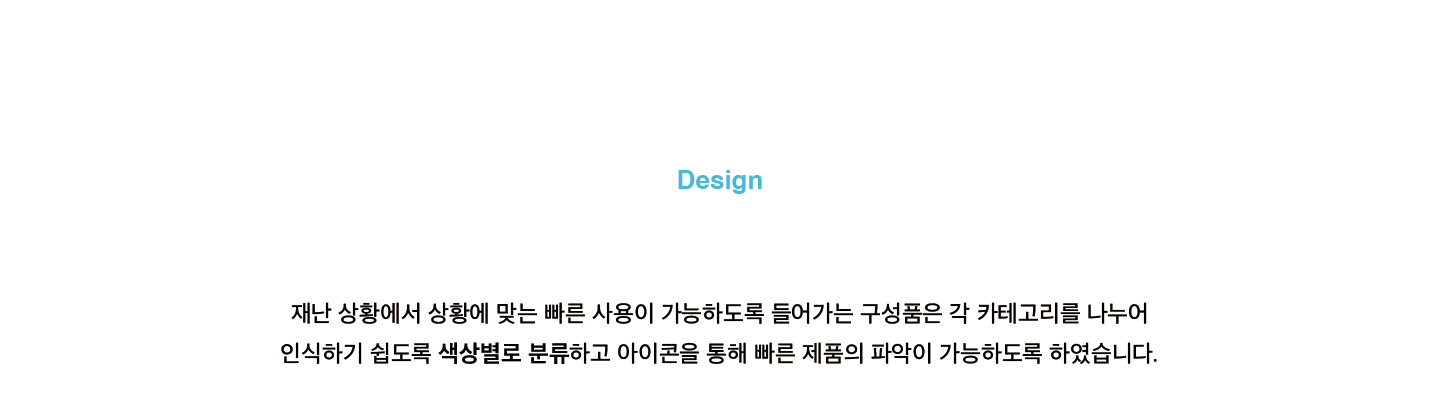 Design
재난 상황에서 상황에 맞는 빠른 사용이 가능하도록 들어가는 구성품은 각 카테고리를 나누어
인식하기 쉽도록 색상별로 분류하고 아이콘을 통해 빠른 제품의 파악이 가능하도록 하였습니다.